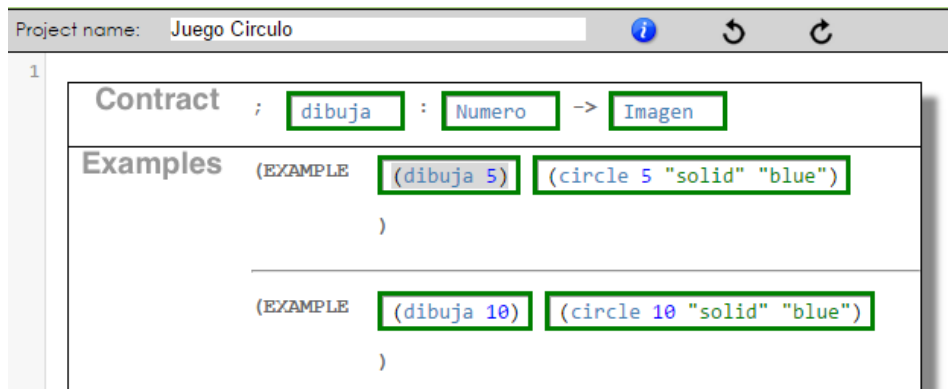 Project name: Juego Circulo
1
Contract ; dibuja : Numero -> Imagen
Examples (EXAMPLE (dibuja 5) (circle 5 "solid" "blue")
)
(EXAMPLE (dibuja 10) (circle 10 "solid" "blue")
)